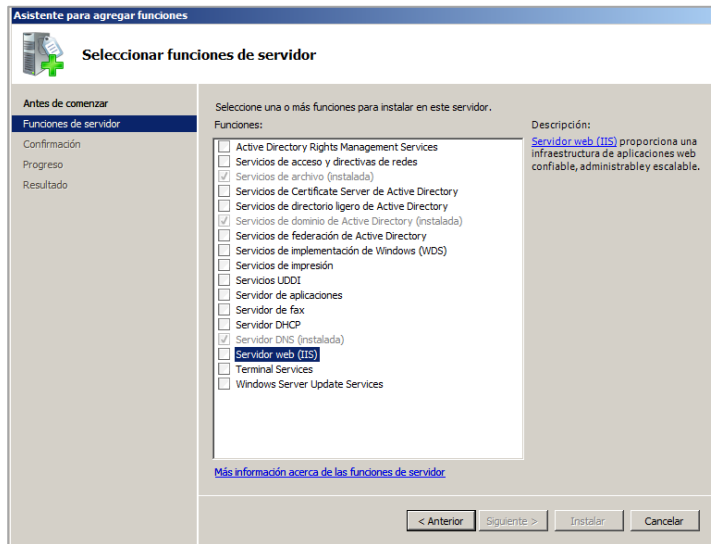 Asistente para agregar funciones
Seleccionar funciones de servidor
Antes de comenzar
Funciones de servidor
Confirmación
Progreso
Resultado
Seleccione una o más funciones para instalar en este servidor.
Funciones:
Active Directory Rights Management Services
Servicios de acceso y directivas de redes
Servicios de archivo (instalada)
Servicios de Certificate Server de Active Directory
Servicios de directorio ligero de Active Directory
Servicios de dominio de Active Directory (instalada)
Servicios de federación de Active Directory
Servicios de implementación de Windows (WDS)
Servicios de impresión
Servicios UDDI
Servidor de aplicaciones
Servidor de fax
Servidor DHCP
Servidor DNS (instalada)
Servidor web (IIS)
Terminal Services
Windows Server Update Services
Más información acerca de las funciones de servidor
Descripción:
Servidor web (IIS) proporciona una
infraestructura de aplicaciones web
confiable, administrabley escalable.
< Anterior
Siguiente >
Instalar
Cancelar